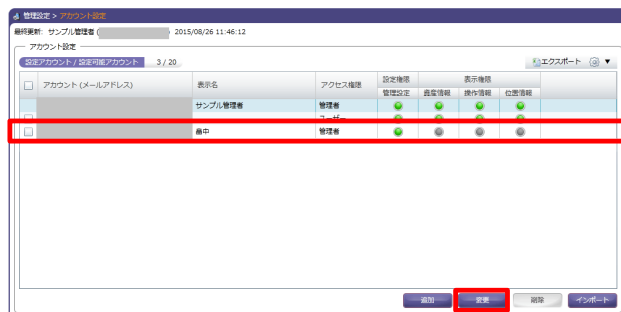 管理設定 > アカウント設定
最終更新: サンプル管理者 ( ) 2015/08/26 11:46:12
アカウント設定
設定アカウント / 設定可能アカウント 3 / 20 エクスポート ▼
アカウント (メールアドレス) 表示名 アクセス権限 設定権限 表示権限
管理設定 資産情報 操作情報 位置情報
サンプル管理者 管理者
ユーザー
畠中 管理者
追加 変更 削除 インポート